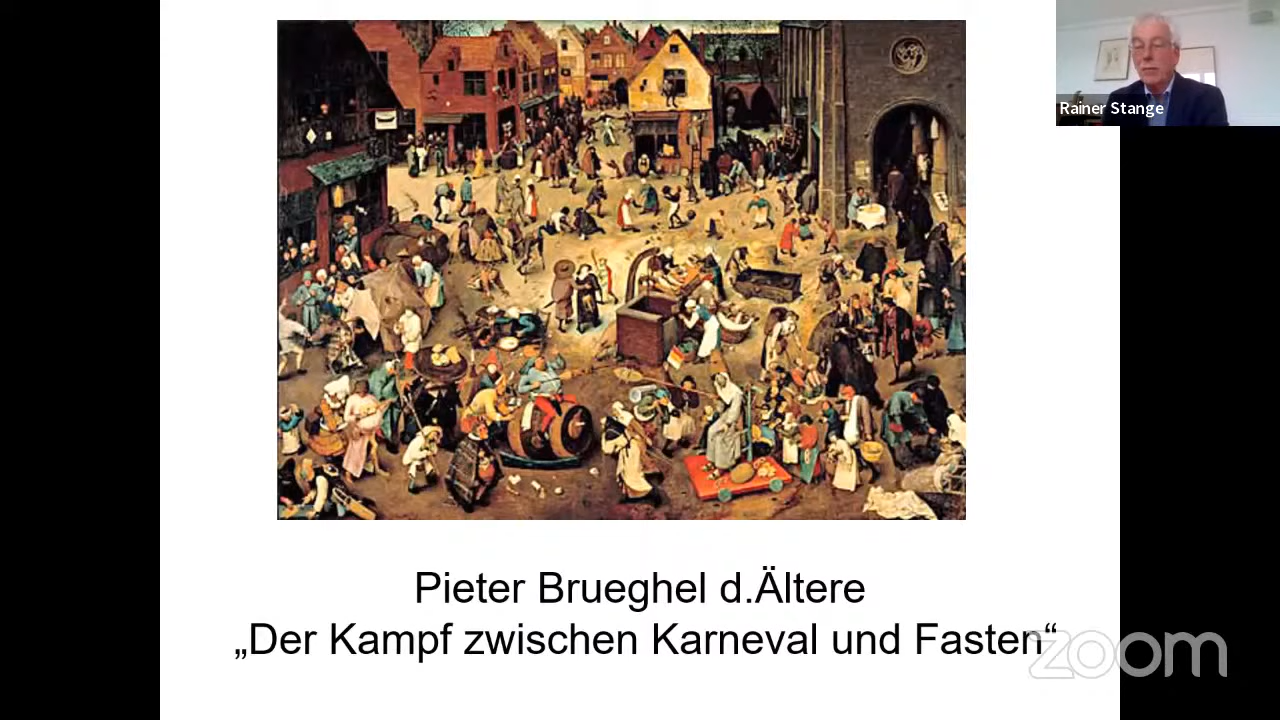 Rainer Stange
Pieter Brueghel d.Ältere
„Der Kampf zwischen Karneval und Fasten“
zoom